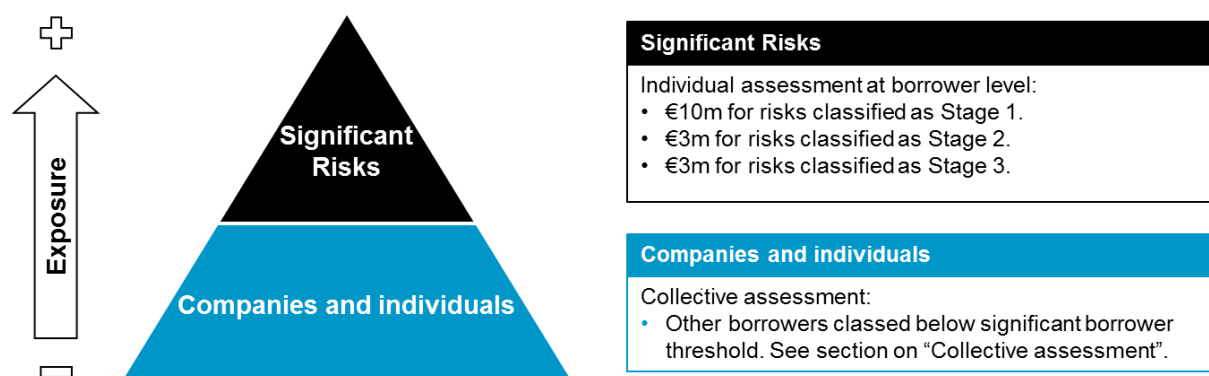 Exposure
Significant
Risks
Companies and individuals
Significant Risks
Individual assessment at borrower level:
• €10m for risks classified as Stage 1.
• €3m for risks classified as Stage 2.
• €3m for risks classified as Stage 3.
Companies and individuals
Collective assessment:
• Other borrowers classed below significant borrower
threshold. See section on “Collective assessment”.